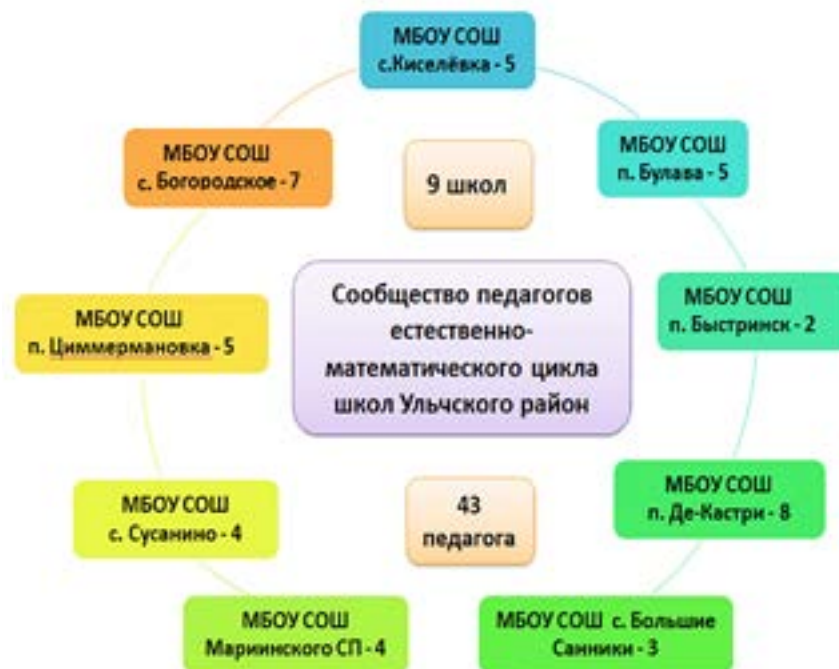 МБОУ СОШ
с.Киселёвка - 5
МБОУ СОШ
с. Богородское - 7
9 школ
МБОУ СОШ
п. Булава - 5
Сообщество педагогов
естественно-
математического цикла
школ Ульчского район
МБОУ СОШ
п. Циммермановка - 5
МБОУ СОШ
п. Быстринск - 2
МБОУ СОШ
с. Сусанино - 4
43
педагога
МБОУ СОШ
п. Де-Кастри - 8
МБОУ СОШ
Мариинского СП - 4
МБОУ СОШ с. Большие
Санники - 3